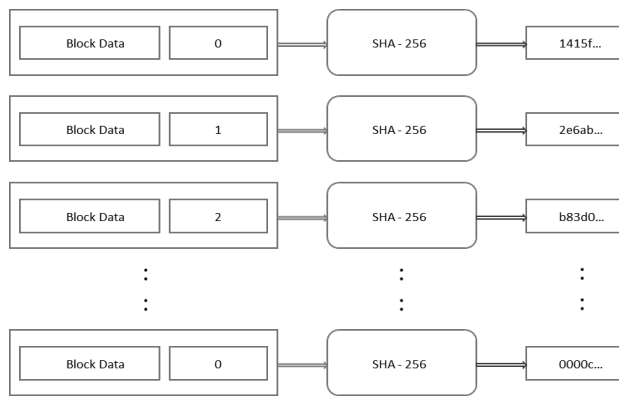 Block Data 0 SHA - 256 1415f...
Block Data 1 SHA - 256 2e6ab...
Block Data 2 SHA - 256 b83d0...
: : :
: : :
Block Data 0 SHA - 256 0000c...